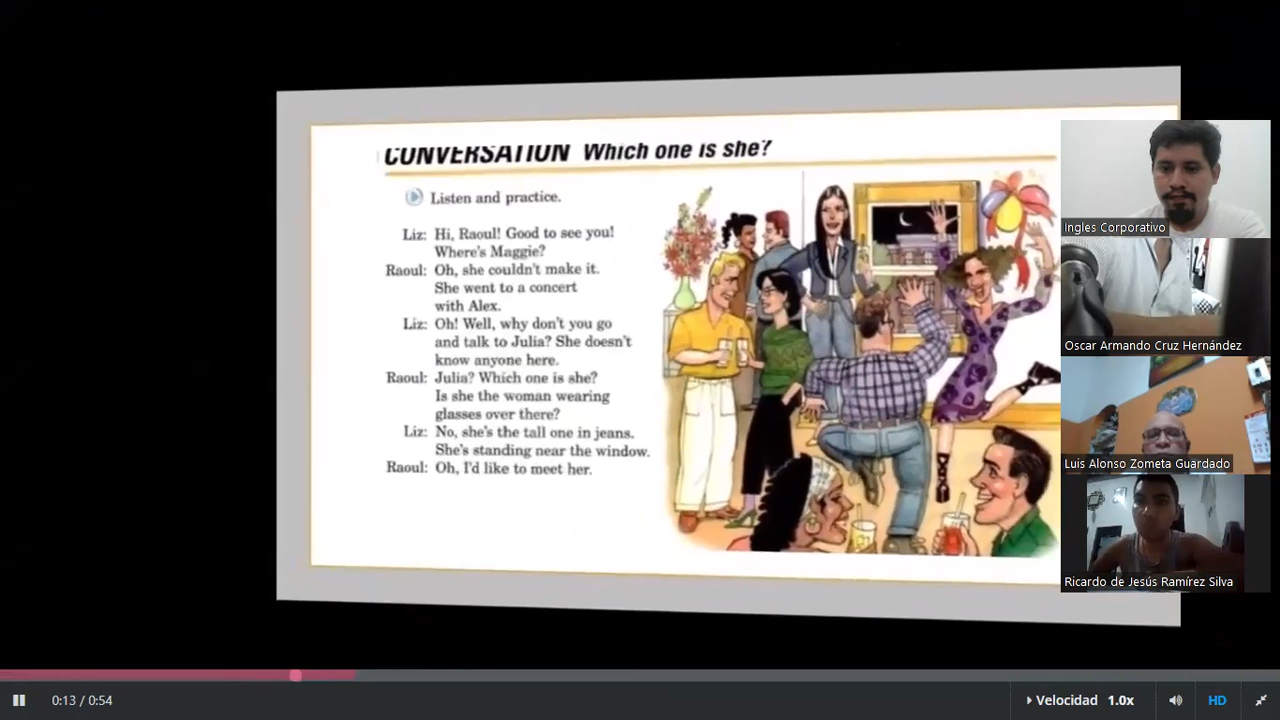 CONVERSATION Which one is she?
Listen and practice.
Liz: Hi, Raoul! Good to see you!
Where's Maggie?
Raoul: Oh, she couldn't make it.
She went to a concert
with Alex.
Liz: Oh! Well, why don't you go
and talk to Julia? She doesn't
know anyone here.
Raoul: Julia? Which one is she?
Is she the woman wearing
glasses over there?
Liz: No, she's the tall one in jeans.
She's standing near the window.
Raoul: Oh, I'd like to meet her.
Ingles Corporativo
Oscar Armando Cruz Hernández
Luis Alonso Zometa Guardado
Ricardo de Jesús Ramírez Silva
0:13 / 0:54
Velocidad 1.0x
HD